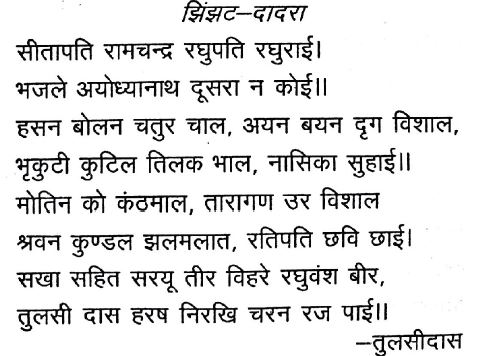 झिंझट–दादरा
सीतापति रामचन्द्र रघुपति रघुराई।
भजले अयोध्यानाथ दूसरा न कोई॥
हसन बोलन चतुर चाल, अयन बयन दृग विशाल,
भृकुटी कुटिल तिलक भाल, नासिका सुहाई॥
मोतिन को कंठमाल, तारागण उर विशाल
श्रवन कुण्डल झलमलात, रतिपति छवि छाई।
सखा सहित सरयू तीर विहरे रघुवंश बीर,
तुलसी दास हरष निरखि चरन रज पाई॥
–तुलसीदास